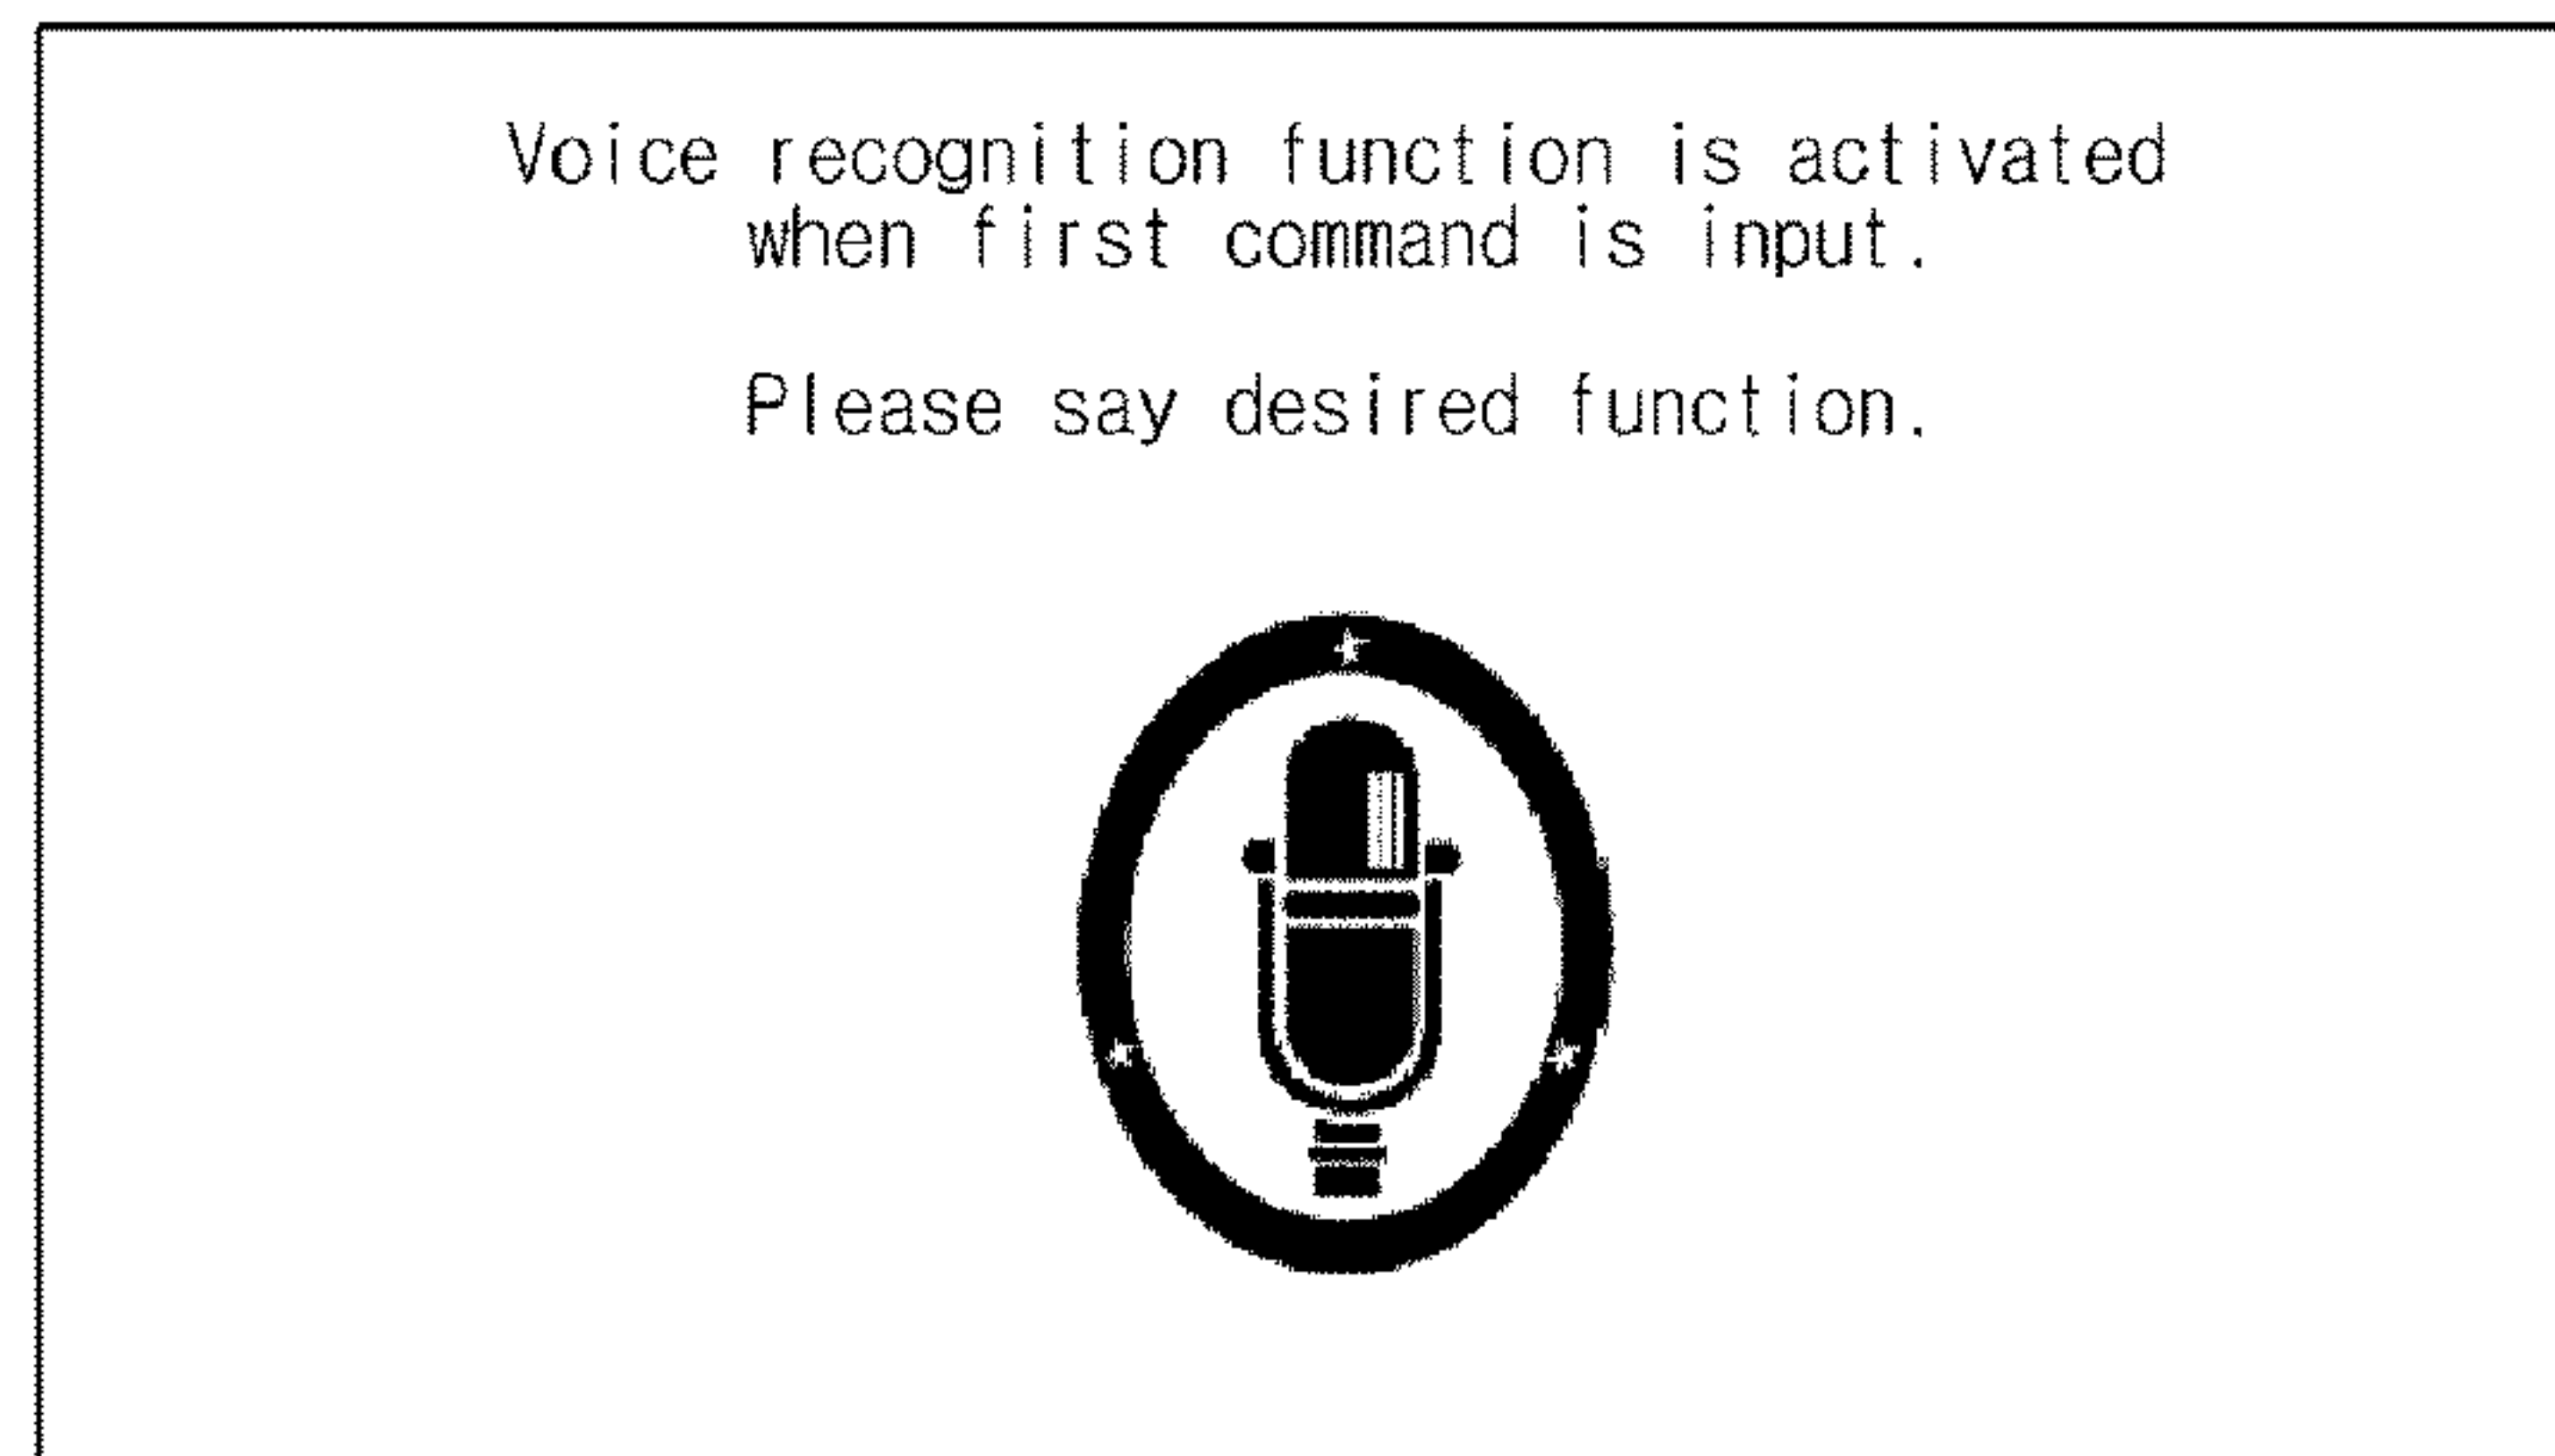 Voice recognition function is activated
when first command is input.
Please say desired function.